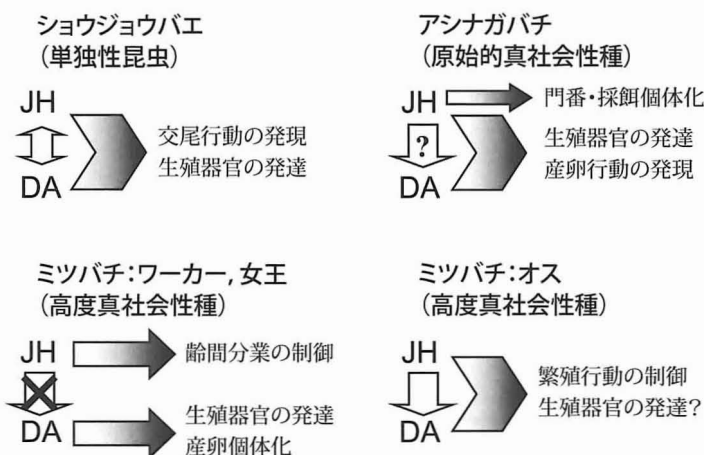 ショウジョウバエ
(単独性昆虫)
JH
DA
交尾行動の発現
生殖器官の発達
アシナガバチ
(原始的真社会性種)
JH
門番・採餌個体化
?
DA
生殖器官の発達
産卵行動の発現
ミツバチ:ワーカー, 女王
(高度真社会性種)
JH
齢間分業の制御
DA
生殖器官の発達
産卵個体化
ミツバチ:オス
(高度真社会性種)
JH
DA
繁殖行動の制御
生殖器官の発達?